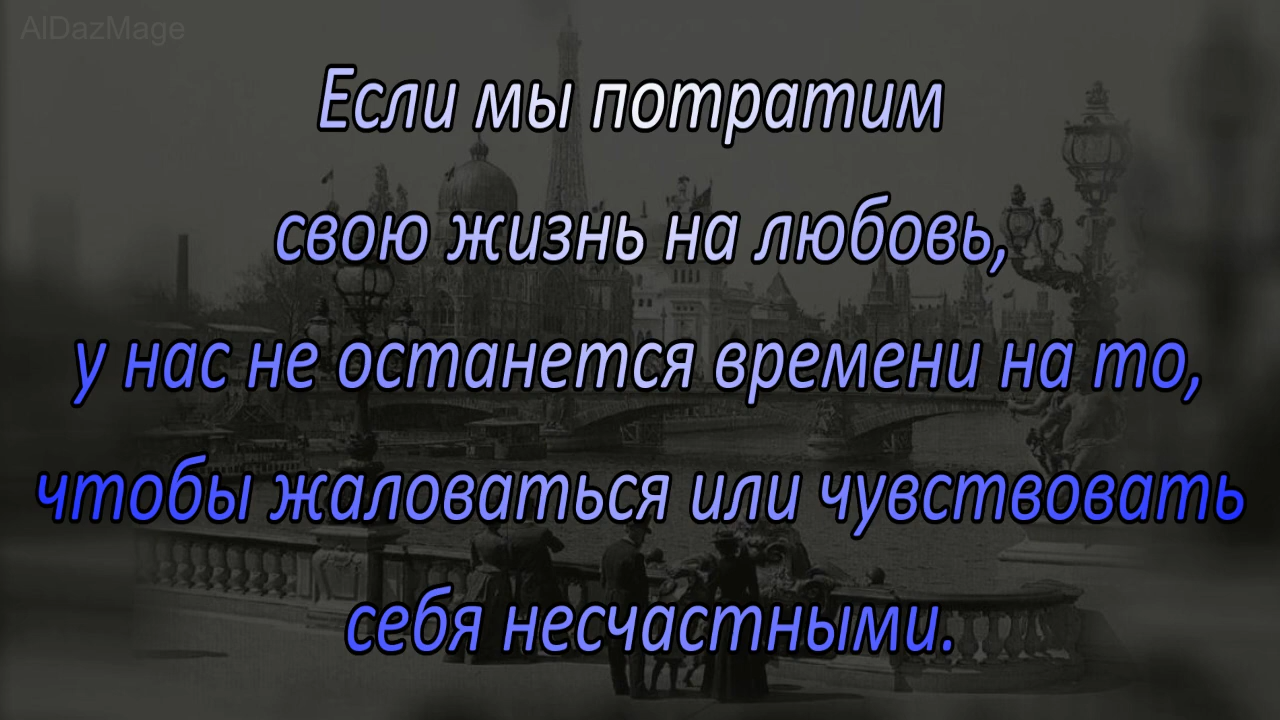 AlDazMage
Если мы потратим
свою жизнь на любовь,
у нас не останется времени на то,
чтобы жаловаться или чувствовать
себя несчастными.